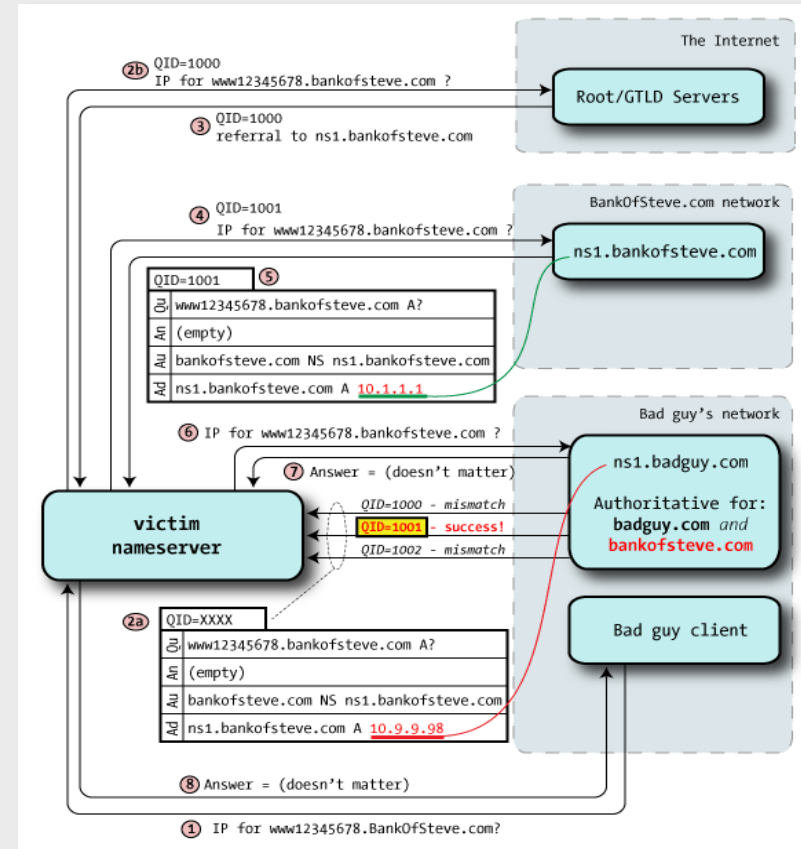 The Internet
2b QID=1000
IP for www12345678.bankofsteve.com ?
Root/GTLD Servers
3 QID=1000
referral to ns1.bankofsteve.com
BankOfSteve.com network
4 QID=1001
IP for www12345678.bankofsteve.com ?
ns1.bankofsteve.com
QID=1001 5
Qu www12345678.bankofsteve.com A?
An (empty)
Au bankofsteve.com NS ns1.bankofsteve.com
Ad ns1.bankofsteve.com A 10.1.1.1
Bad guy's network
6 IP for www12345678.bankofsteve.com ?
7 Answer = (doesn't matter)
ns1.badguy.com
Authoritative for:
badguy.com and
bankofsteve.com
QID=1000 - mismatch
QID=1001 - success!
QID=1002 - mismatch
victim
nameserver
2a QID=XXXX
Qu www12345678.bankofsteve.com A?
An (empty)
Au bankofsteve.com NS ns1.bankofsteve.com
Ad ns1.bankofsteve.com A 10.9.9.98
Bad guy client
8 Answer = (doesn't matter)
1 IP for www12345678.BankOfSteve.com?